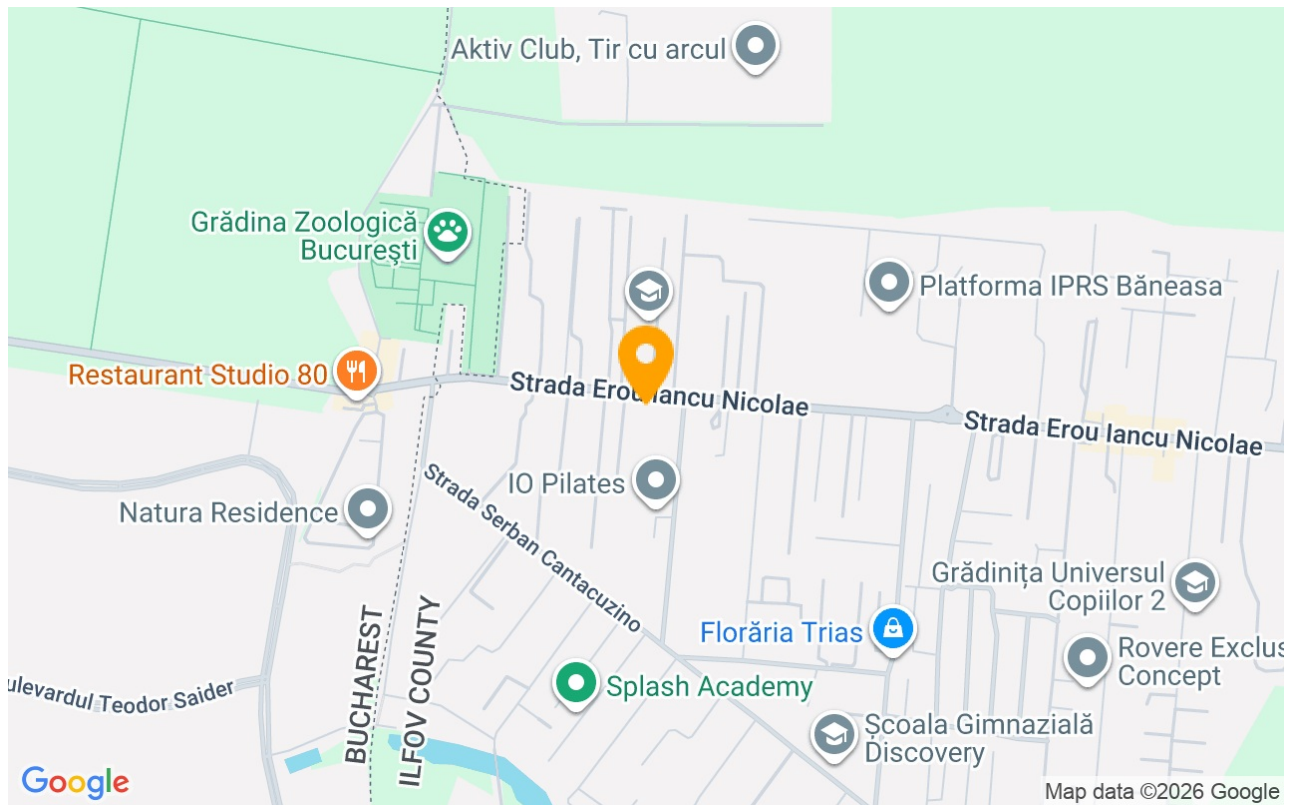 Aktiv Club, Tir cu arcul
Grădina Zoologică
București
Platforma IPRS Băneasa
Restaurant Studio 80
Strada Erou Iancu Nicolae
Strada Erou Iancu Nicolae
IO Pilates
Strada Serban Cantacuzino
Natura Residence
Grădinița Universul
Copiilor 2
BUCHAREST
ILFOV COUNTY
Florăria Trias
Rovere Exclus
Concept
ulevardul Teodor Saider
Splash Academy
Școala Gimnazială
Discovery
Google
Map data ©2026 Google